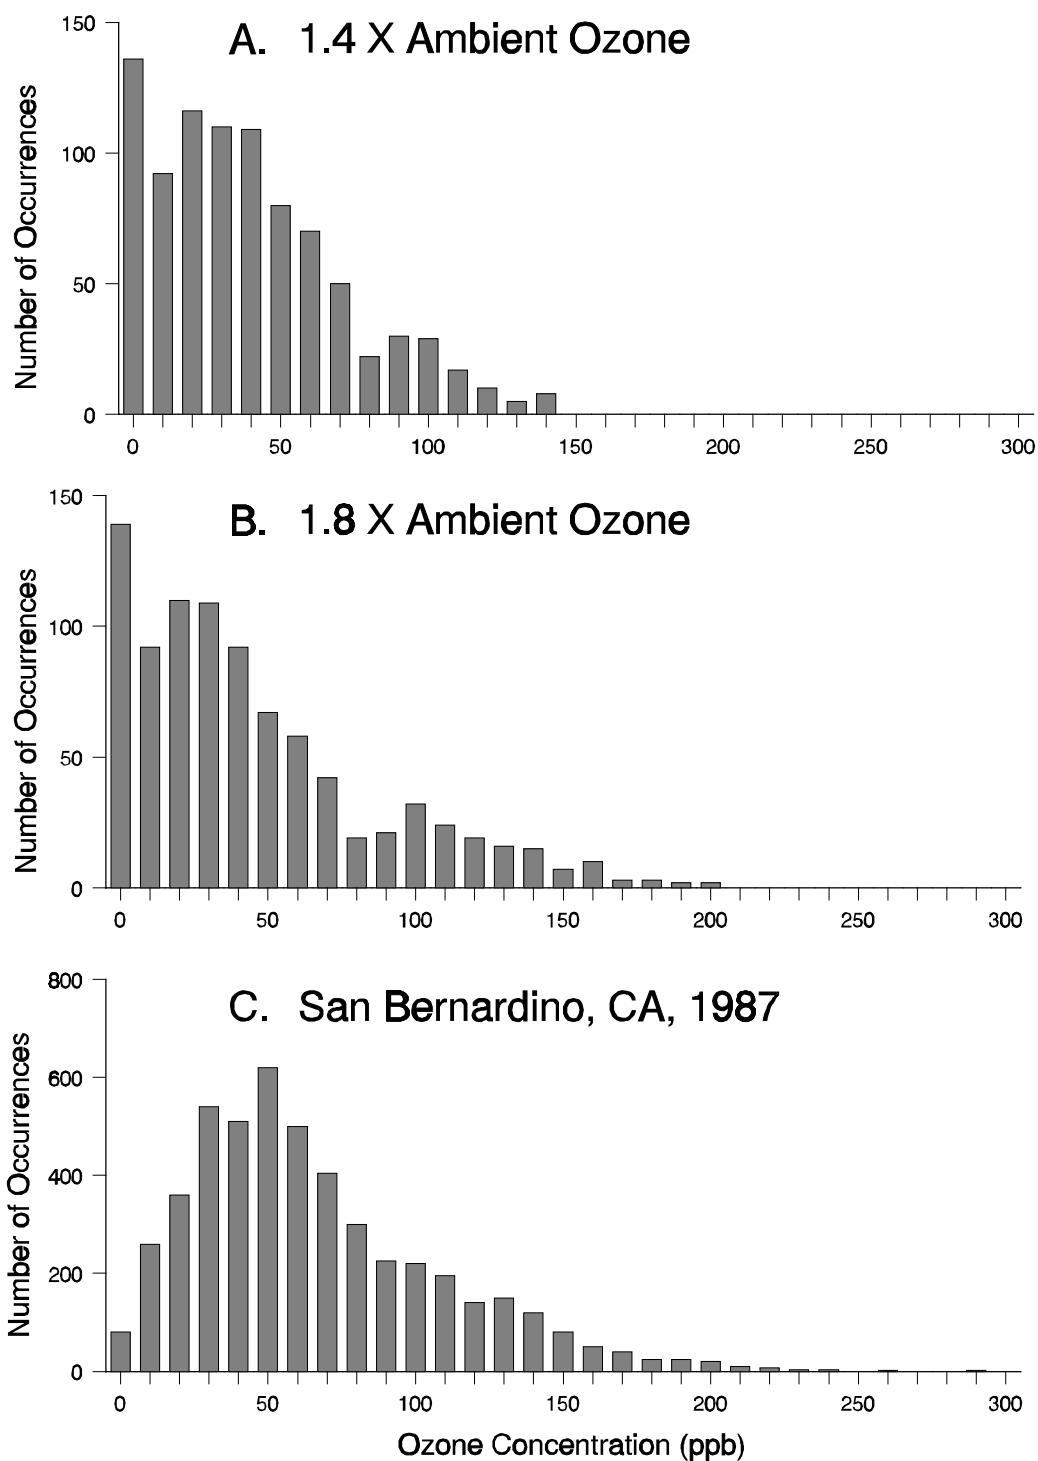 A. 1.4 X Ambient Ozone
Number of Occurrences
150
100
50
0
0 50 100 150 200 250 300
B. 1.8 X Ambient Ozone
Number of Occurrences
150
100
50
0
0 50 100 150 200 250 300
C. San Bernardino, CA, 1987
Number of Occurrences
800
600
400
200
0
0 50 100 150 200 250 300
Ozone Concentration (ppb)